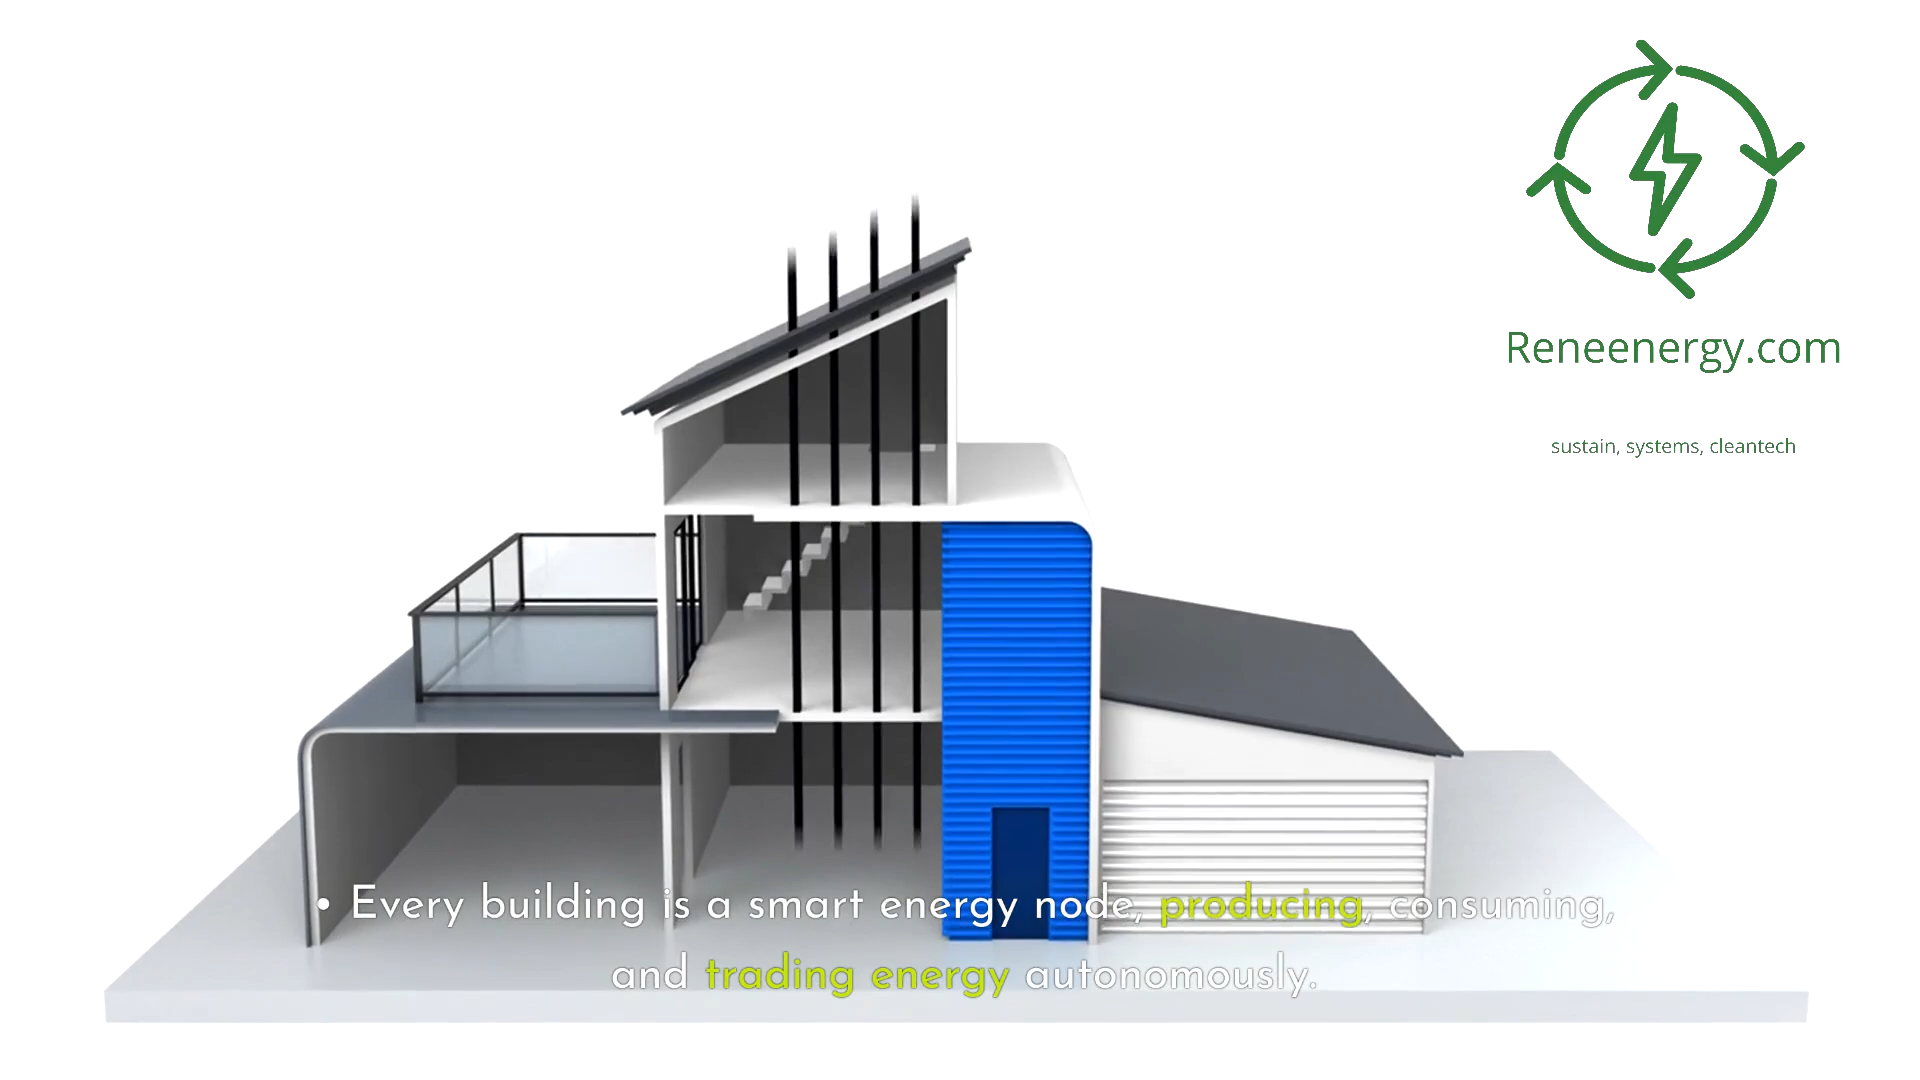 Reneenergy.com
sustain, systems, cleantech
• Every building is a smart energy node, producing, consuming,
and trading energy autonomously.